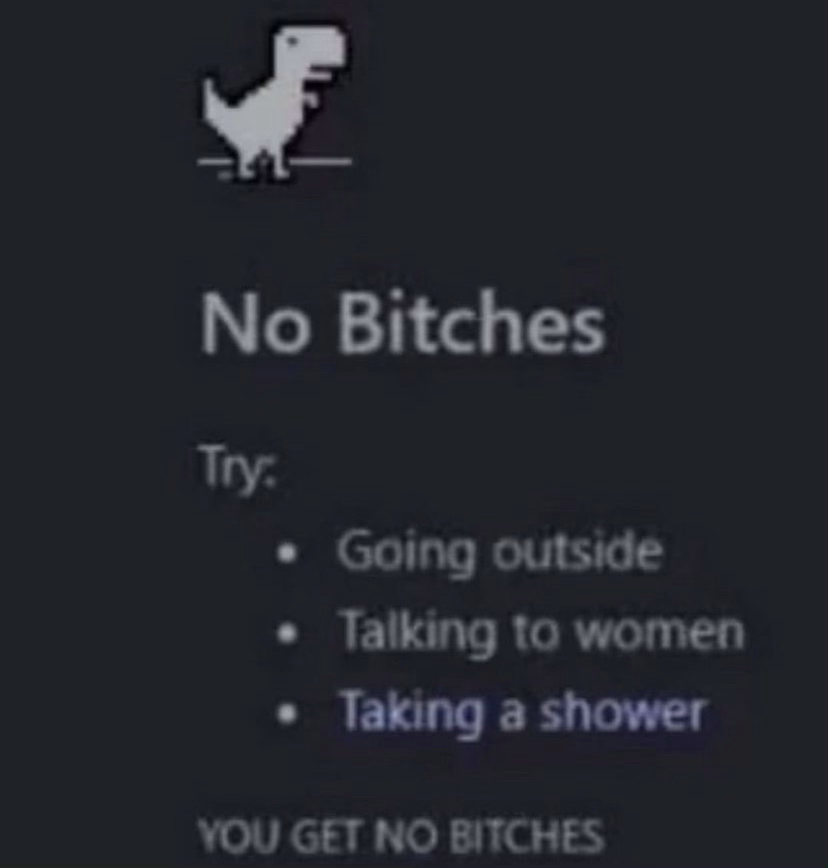 No Bitches
Try:
• Going outside
• Talking to women
• Taking a shower
YOU GET NO BITCHES